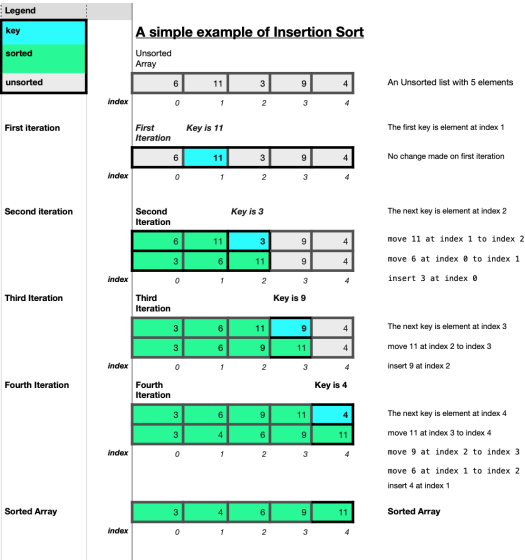 Legend
key
sorted
unsorted
A simple example of Insertion Sort
Unsorted
Array
6 11 3 9 4
An Unsorted list with 5 elements
index 0 1 2 3 4
First iteration
First
Iteration
Key is 11
The first key is element at index 1
6 11 3 9 4
No change made on first iteration
index 0 1 2 3 4
Second iteration
Second
Iteration
Key is 3
The next key is element at index 2
6 11 3 9 4
move 11 at index 1 to index 2
3 6 11 9 4
move 6 at index 0 to index 1
index 0 1 2 3 4
insert 3 at index 0
Third Iteration
Third
Iteration
Key is 9
3 6 11 9 4
The next key is element at index 3
3 6 9 11 4
move 11 at index 2 to index 3
index 0 1 2 3 4
insert 9 at index 2
Fourth Iteration
Fourth
Iteration
Key is 4
3 6 9 11 4
The next key is element at index 4
3 4 6 9 11
move 11 at index 3 to index 4
index 0 1 2 3 4
move 9 at index 2 to index 3
move 6 at index 1 to index 2
insert 4 at index 1
Sorted Array
3 4 6 9 11
Sorted Array
index 0 1 2 3 4